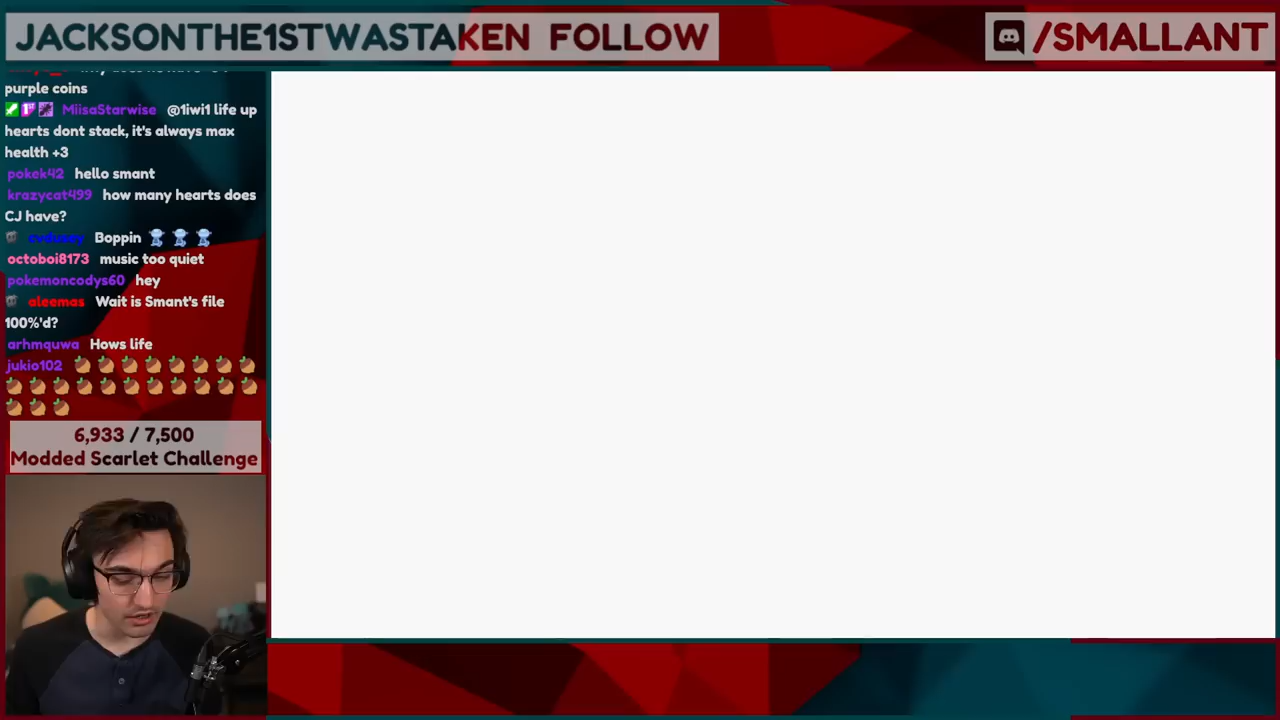 JACKSONTHE1STWASTAKEN FOLLOW
/SMALLANT
purple coins
MiisaStarwise @1iwi1 life up
hearts dont stack, it's always max
health +3
pokek42 hello smant
krazycat499 how many hearts does
CJ have?
Boppin
octoboi8173 music too quiet
pokemoncodys60 hey
aleemas Wait is Smant's file
100%'d?
arhmquwa Hows life
jukio102
6,933 / 7,500
Modded Scarlet Challenge